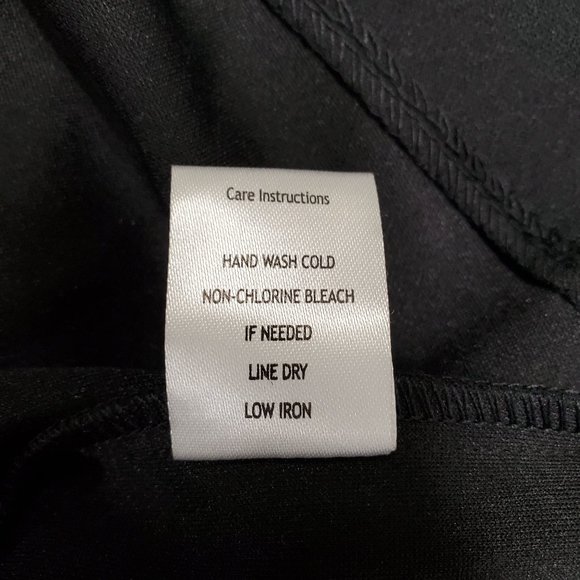 Care Instructions
HAND WASH COLD
NON-CHLORINE BLEACH
IF NEEDED
LINE DRY
LOW IRON